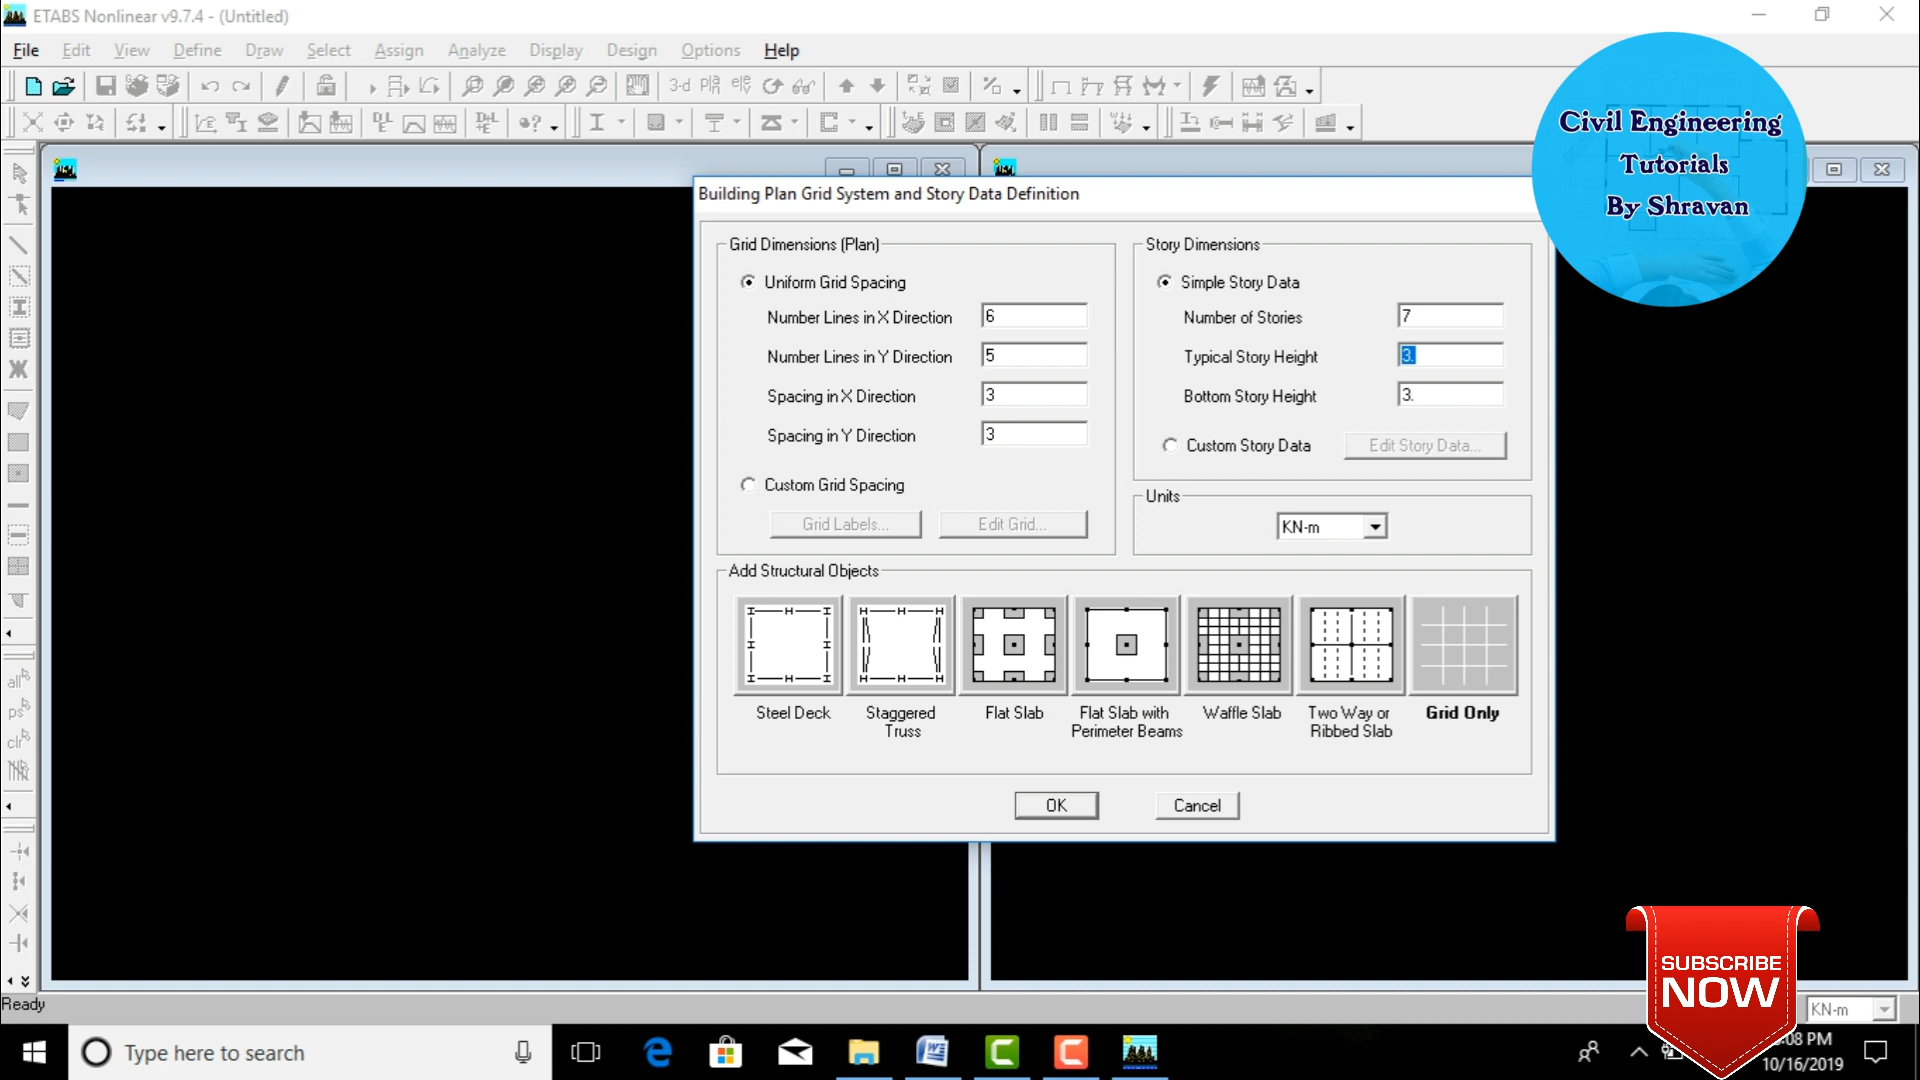 ETABS Nonlinear v9.7.4 - (Untitled)
File Edit View Define Draw Select Assign Analyze Display Design Options Help
3-d
Civil Engineering
Tutorials
By Shravan
Building Plan Grid System and Story Data Definition
Grid Dimensions (Plan)
Story Dimensions
Uniform Grid Spacing
Simple Story Data
Number Lines in X Direction 6
Number of Stories 7
Number Lines in Y Direction 5
Typical Story Height 3.
Spacing in X Direction 3
Bottom Story Height 3.
Spacing in Y Direction 3
Custom Story Data Edit Story Data...
Custom Grid Spacing
Units
Grid Labels... Edit Grid...
KN-m
Add Structural Objects
Steel Deck
Staggered
Truss
Flat Slab
Flat Slab with
Perimeter Beams
Waffle Slab
Two Way or
Ribbed Slab
Grid Only
OK Cancel
all
ps
clr
SUBSCRIBE
NOW
Ready
KN-m
Type here to search
:08 PM
10/16/2019